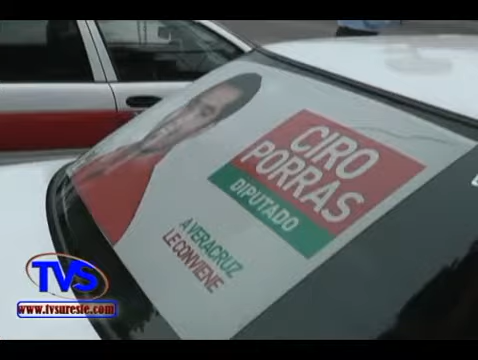 CIRO
PORRAS
DIPUTADO
A VERACRUZ
LE CONVIENE
TVS
www.tvsureste.com